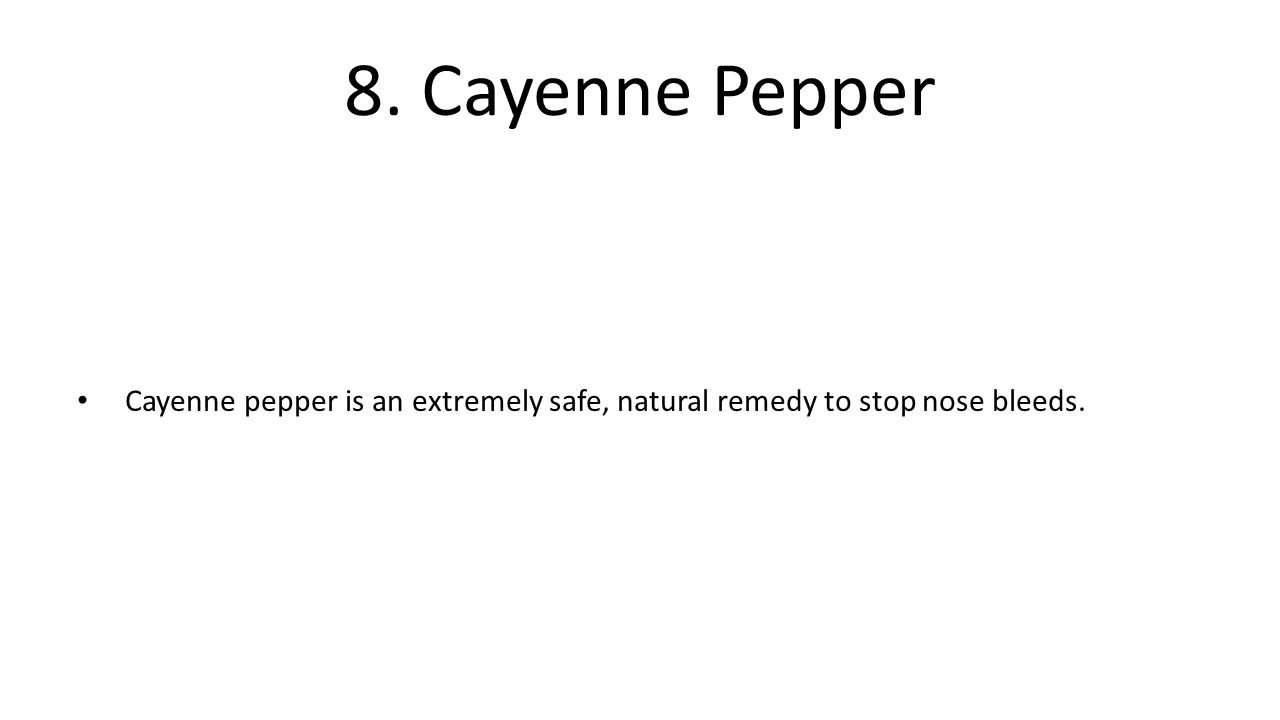 8. Cayenne Pepper
• Cayenne pepper is an extremely safe, natural remedy to stop nose bleeds.